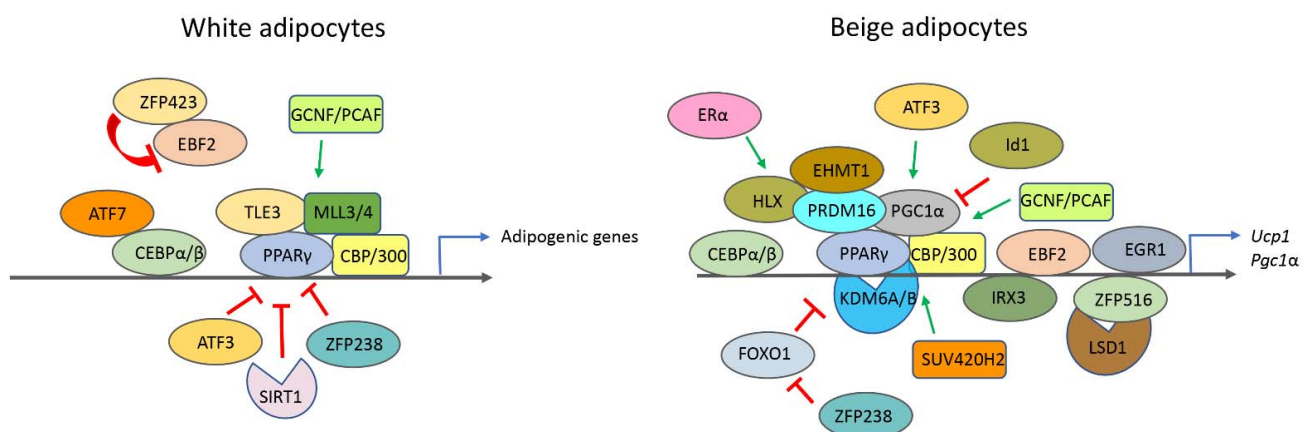 White adipocytes
ZFP423
EBF2
GCNF/PCAF
ATF7
CEBPα/β
TLE3
MLL3/4
PPARγ
CBP/300
Adipogenic genes
ATF3
SIRT1
ZFP238
Beige adipocytes
ERα
ATF3
Id1
EHMT1
HLX
PRDM16
PGC1α
GCNF/PCAF
CEBPα/β
PPARγ
CBP/300
EBF2
EGR1
Ucp1
Pgc1α
KDM6A/B
IRX3
ZFP516
FOXO1
SUV420H2
LSD1
ZFP238